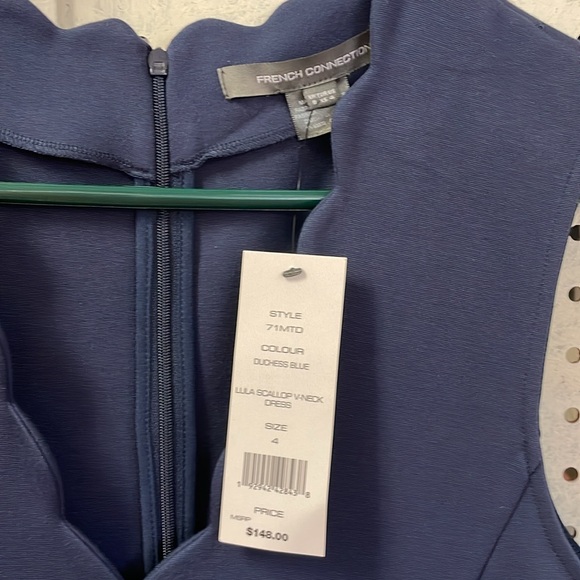 FRENCH CONNECTION
STYLE
71MTD
COLOUR
DUCHESS BLUE
LULA SCALLOP V-NECK
DRESS
SIZE
4
PRICE
MSRP
$148.00